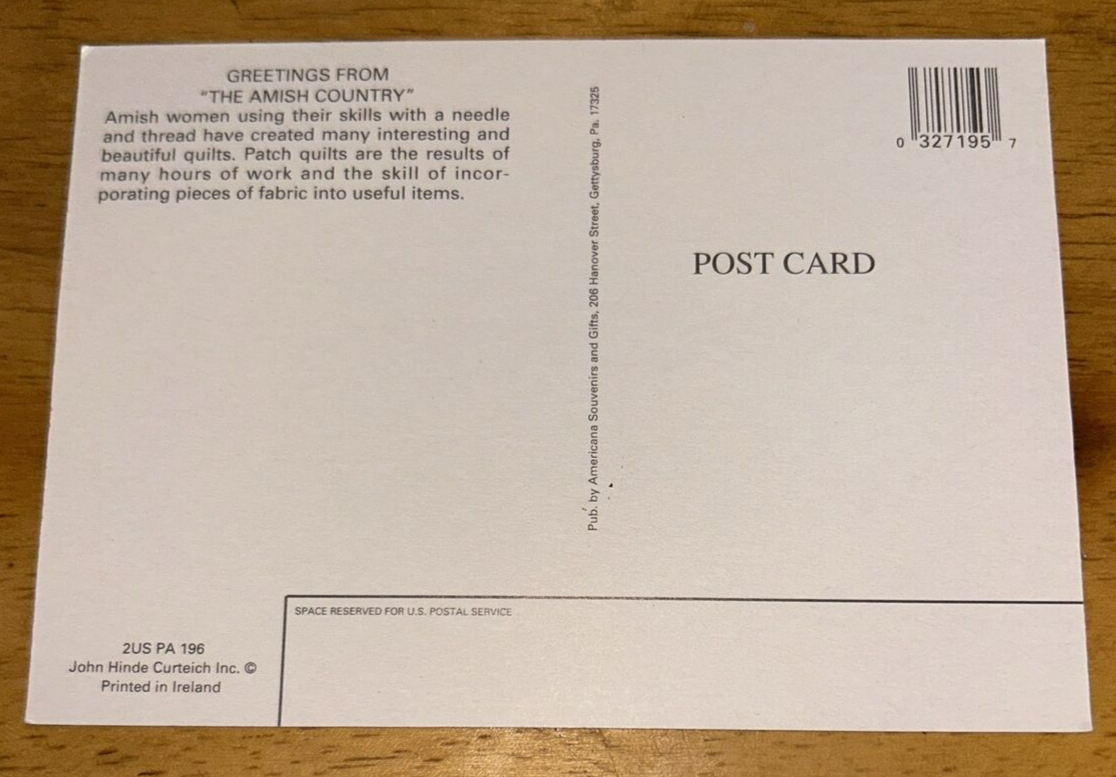 GREETINGS FROM
"THE AMISH COUNTRY"
Amish women using their skills with a needle
and thread have created many interesting and
beautiful quilts. Patch quilts are the results of
many hours of work and the skill of incor-
porating pieces of fabric into useful items.
Pub. by Americana Souvenirs and Gifts, 206 Hanover Street, Gettysburg, Pa. 17325
0 327195 7
POST CARD
SPACE RESERVED FOR U.S. POSTAL SERVICE
2US PA 196
John Hinde Curteich Inc. ©
Printed in Ireland